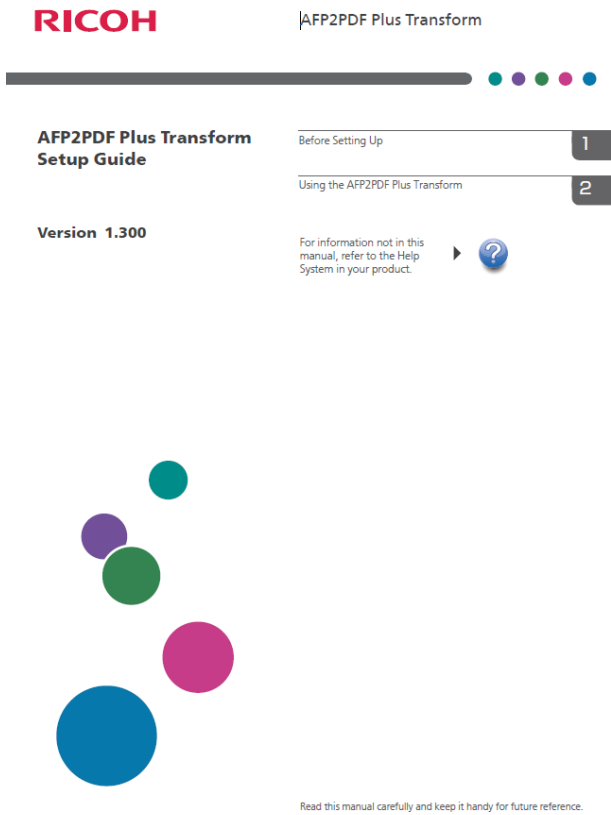 RICOH
AFP2PDF Plus Transform
AFP2PDF Plus Transform
Setup Guide
Version 1.300
Before Setting Up
1
Using the AFP2PDF Plus Transform
2
For information not in this
manual, refer to the Help
System in your product.
?
Read this manual carefully and keep it handy for future reference.